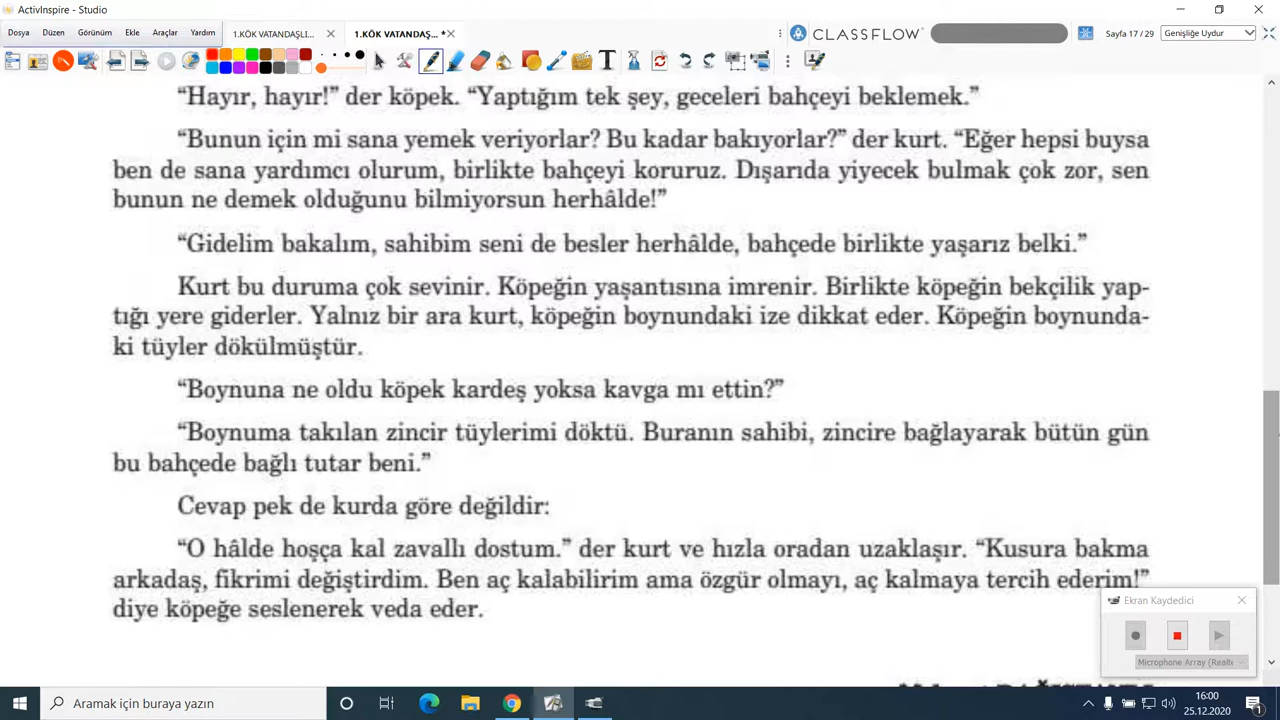 ActivInspire - Studio
Dosya Düzen Görünüm Ekle Araçlar Yardım
1.KÖK VATANDAŞLI...
1.KÖK VATANDAŞ... *
CLASSFLOW
Sayfa 17 / 29
Genişliğe Uydur
“Hayır, hayır!” der köpek. “Yaptığım tek şey, geceleri bahçeyi beklemek.”
“Bunun için mi sana yemek veriyorlar? Bu kadar bakıyorlar?” der kurt. “Eğer hepsi buysa
ben de sana yardımcı olurum, birlikte bahçeyi koruruz. Dışarıda yiyecek bulmak çok zor, sen
bunun ne demek olduğunu bilmiyorsun herhâlde!”
“Gidelim bakalım, sahibim seni de besler herhâlde, bahçede birlikte yaşarız belki.”
Kurt bu duruma çok sevinir. Köpeğin yaşantısına imrenir. Birlikte köpeğin bekçilik yap-
tığı yere giderler. Yalnız bir ara kurt, köpeğin boynundaki ize dikkat eder. Köpeğin boynunda-
ki tüyler dökülmüştür.
“Boynuna ne oldu köpek kardeş yoksa kavga mı ettin?”
“Boynuma takılan zincir tüylerimi döktü. Buranın sahibi, zincire bağlayarak bütün gün
bu bahçede bağlı tutar beni.”
Cevap pek de kurda göre değildir:
“O hâlde hoşça kal zavallı dostum.” der kurt ve hızla oradan uzaklaşır. “Kusura bakma
arkadaş, fikrimi değiştirdim. Ben aç kalabilirim ama özgür olmayı, aç kalmaya tercih ederim!”
diye köpeğe seslenerek veda eder.
Ekran Kaydedici
Microphone Array (Realte
Aramak için buraya yazın
16:00
25.12.2020
1